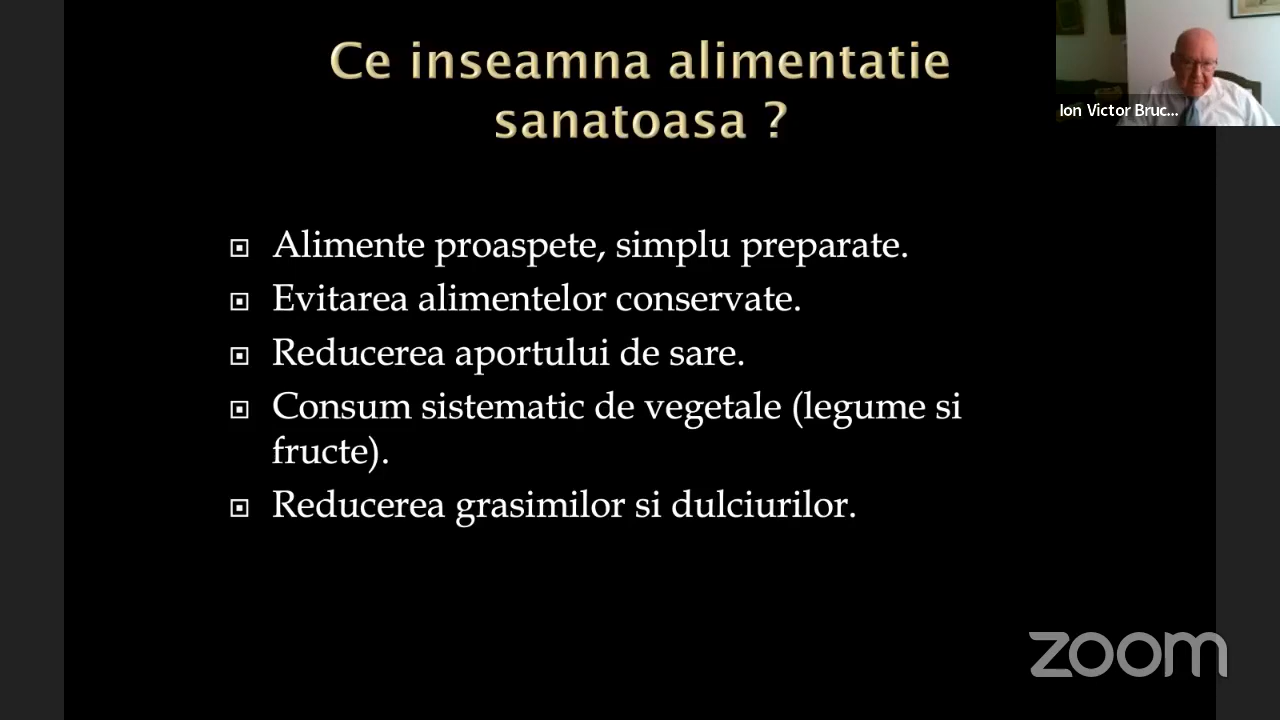 Ce inseamna alimentatie
sanatoasa ?
Ion Victor Bruc...
Alimente proaspete, simplu preparate.
Evitarea alimentelor conservate.
Reducerea aportului de sare.
Consum sistematic de vegetale (legume si
fructe).
Reducerea grasimilor si dulciurilor.
zoom